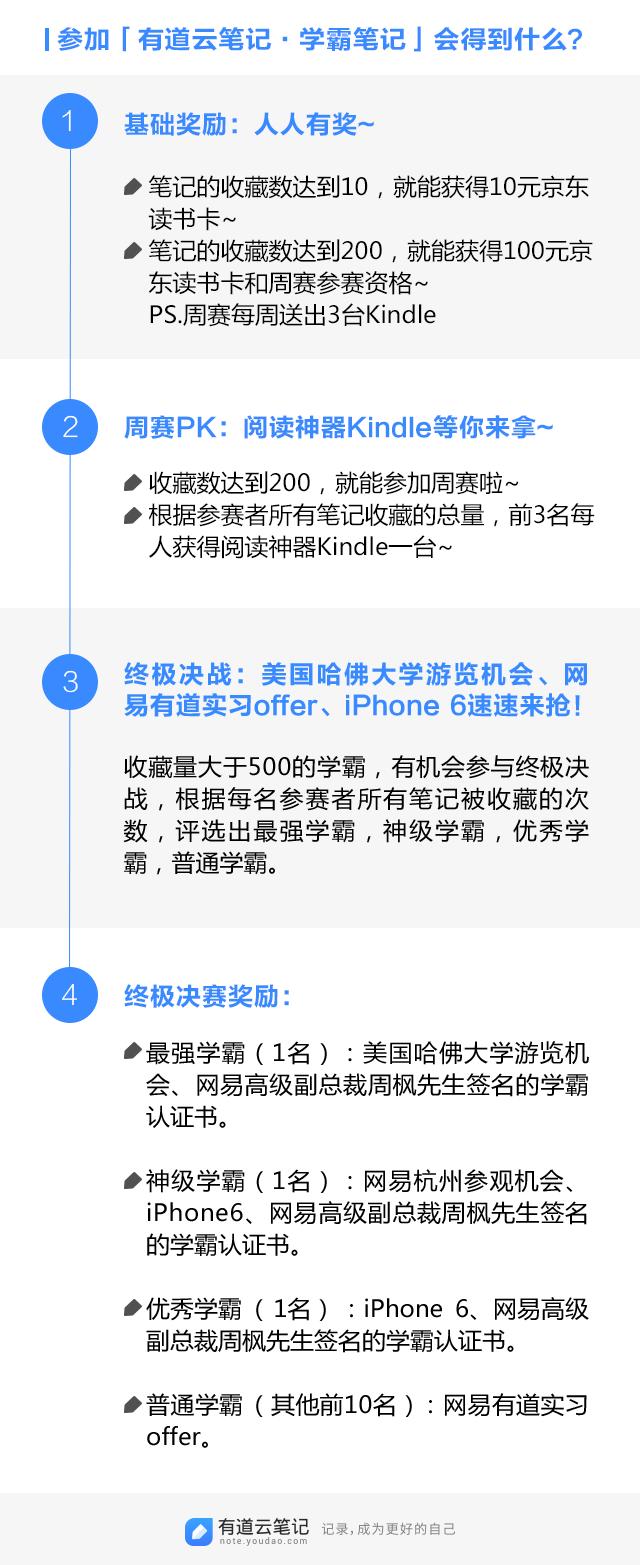 参加「有道云笔记·学霸笔记」会得到什么?
1
基础奖励：人人有奖~
笔记的收藏数达到10，就能获得10元京东
读书卡~
笔记的收藏数达到200，就能获得100元京
东读书卡和周赛参赛资格~
PS.周赛每周送出3台Kindle
2
周赛PK：阅读神器Kindle等你来拿~
收藏数达到200，就能参加周赛啦~
根据参赛者所有笔记收藏的总量，前3名每
人获得阅读神器Kindle一台~
3
终极决战：美国哈佛大学游览机会、网
易有道实习offer、iPhone 6速速来抢！
收藏量大于500的学霸，有机会参与终极决
战，根据每名参赛者所有笔记被收藏的次
数，评选出最强学霸，神级学霸，优秀学
霸，普通学霸。
4
终极决赛奖励：
最强学霸（1名）：美国哈佛大学游览机
会、网易高级副总裁周枫先生签名的学霸
认证书。
神级学霸（1名）：网易杭州参观机会、
iPhone6、网易高级副总裁周枫先生签名
的学霸认证书。
优秀学霸（1名）：iPhone 6、网易高级
副总裁周枫先生签名的学霸认证书。
普通学霸（其他前10名）：网易有道实习
offer。
有道云笔记 记录，成为更好的自己
note.youdao.com